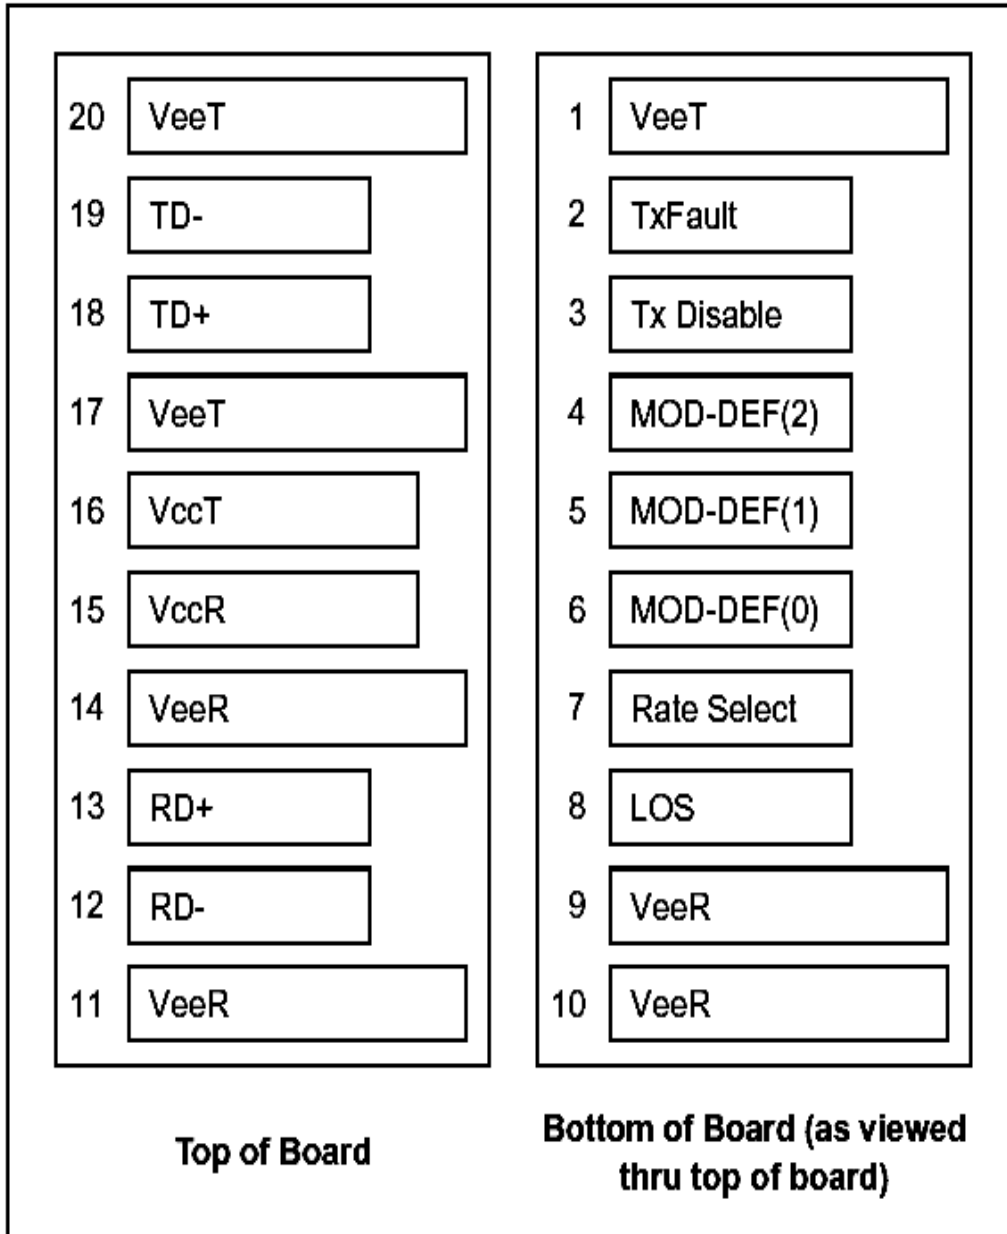 20 VeeT
19 TD-
18 TD+
17 VeeT
16 VccT
15 VccR
14 VeeR
13 RD+
12 RD-
11 VeeR
Top of Board
1 VeeT
2 TxFault
3 Tx Disable
4 MOD-DEF(2)
5 MOD-DEF(1)
6 MOD-DEF(0)
7 Rate Select
8 LOS
9 VeeR
10 VeeR
Bottom of Board (as viewed
thru top of board)